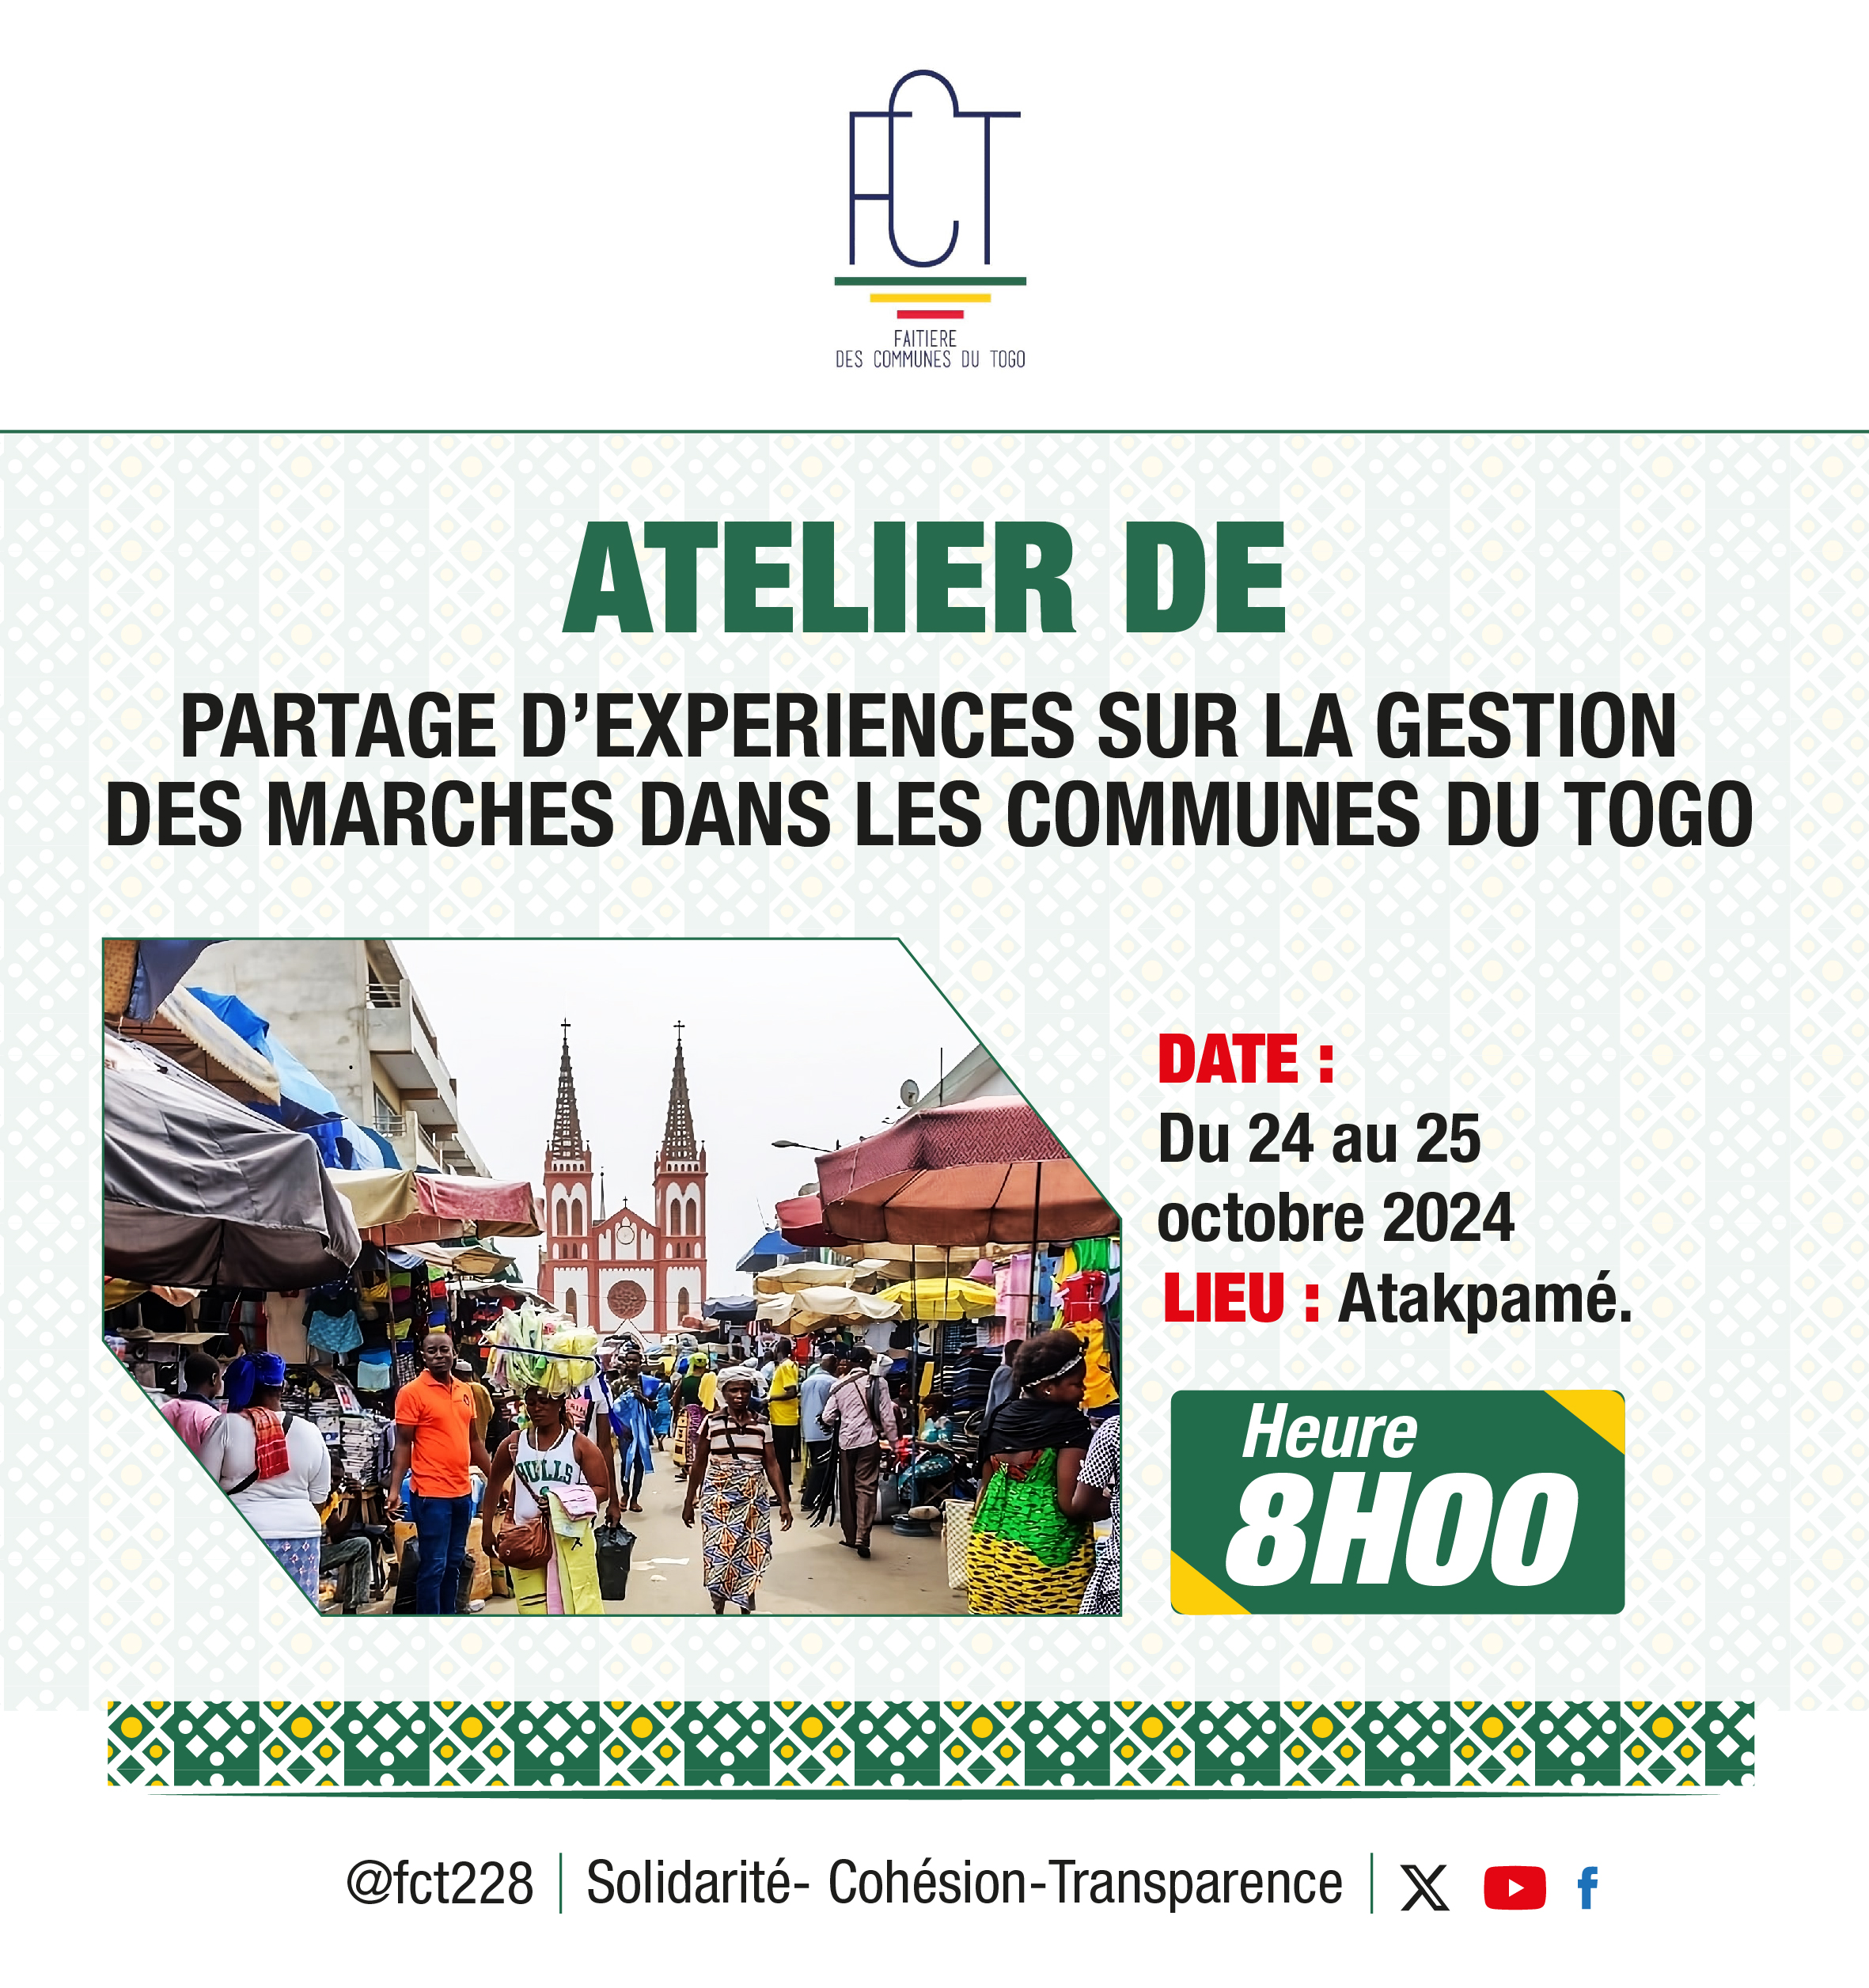 FCT
FAITIERE
DES COMMUNES DU TOGO
ATELIER DE
PARTAGE D’EXPERIENCES SUR LA GESTION
DES MARCHES DANS LES COMMUNES DU TOGO
BULLS
DATE :
Du 24 au 25
octobre 2024
LIEU : Atakpamé.
Heure
8H00
@fct228 | Solidarité- Cohésion-Transparence |